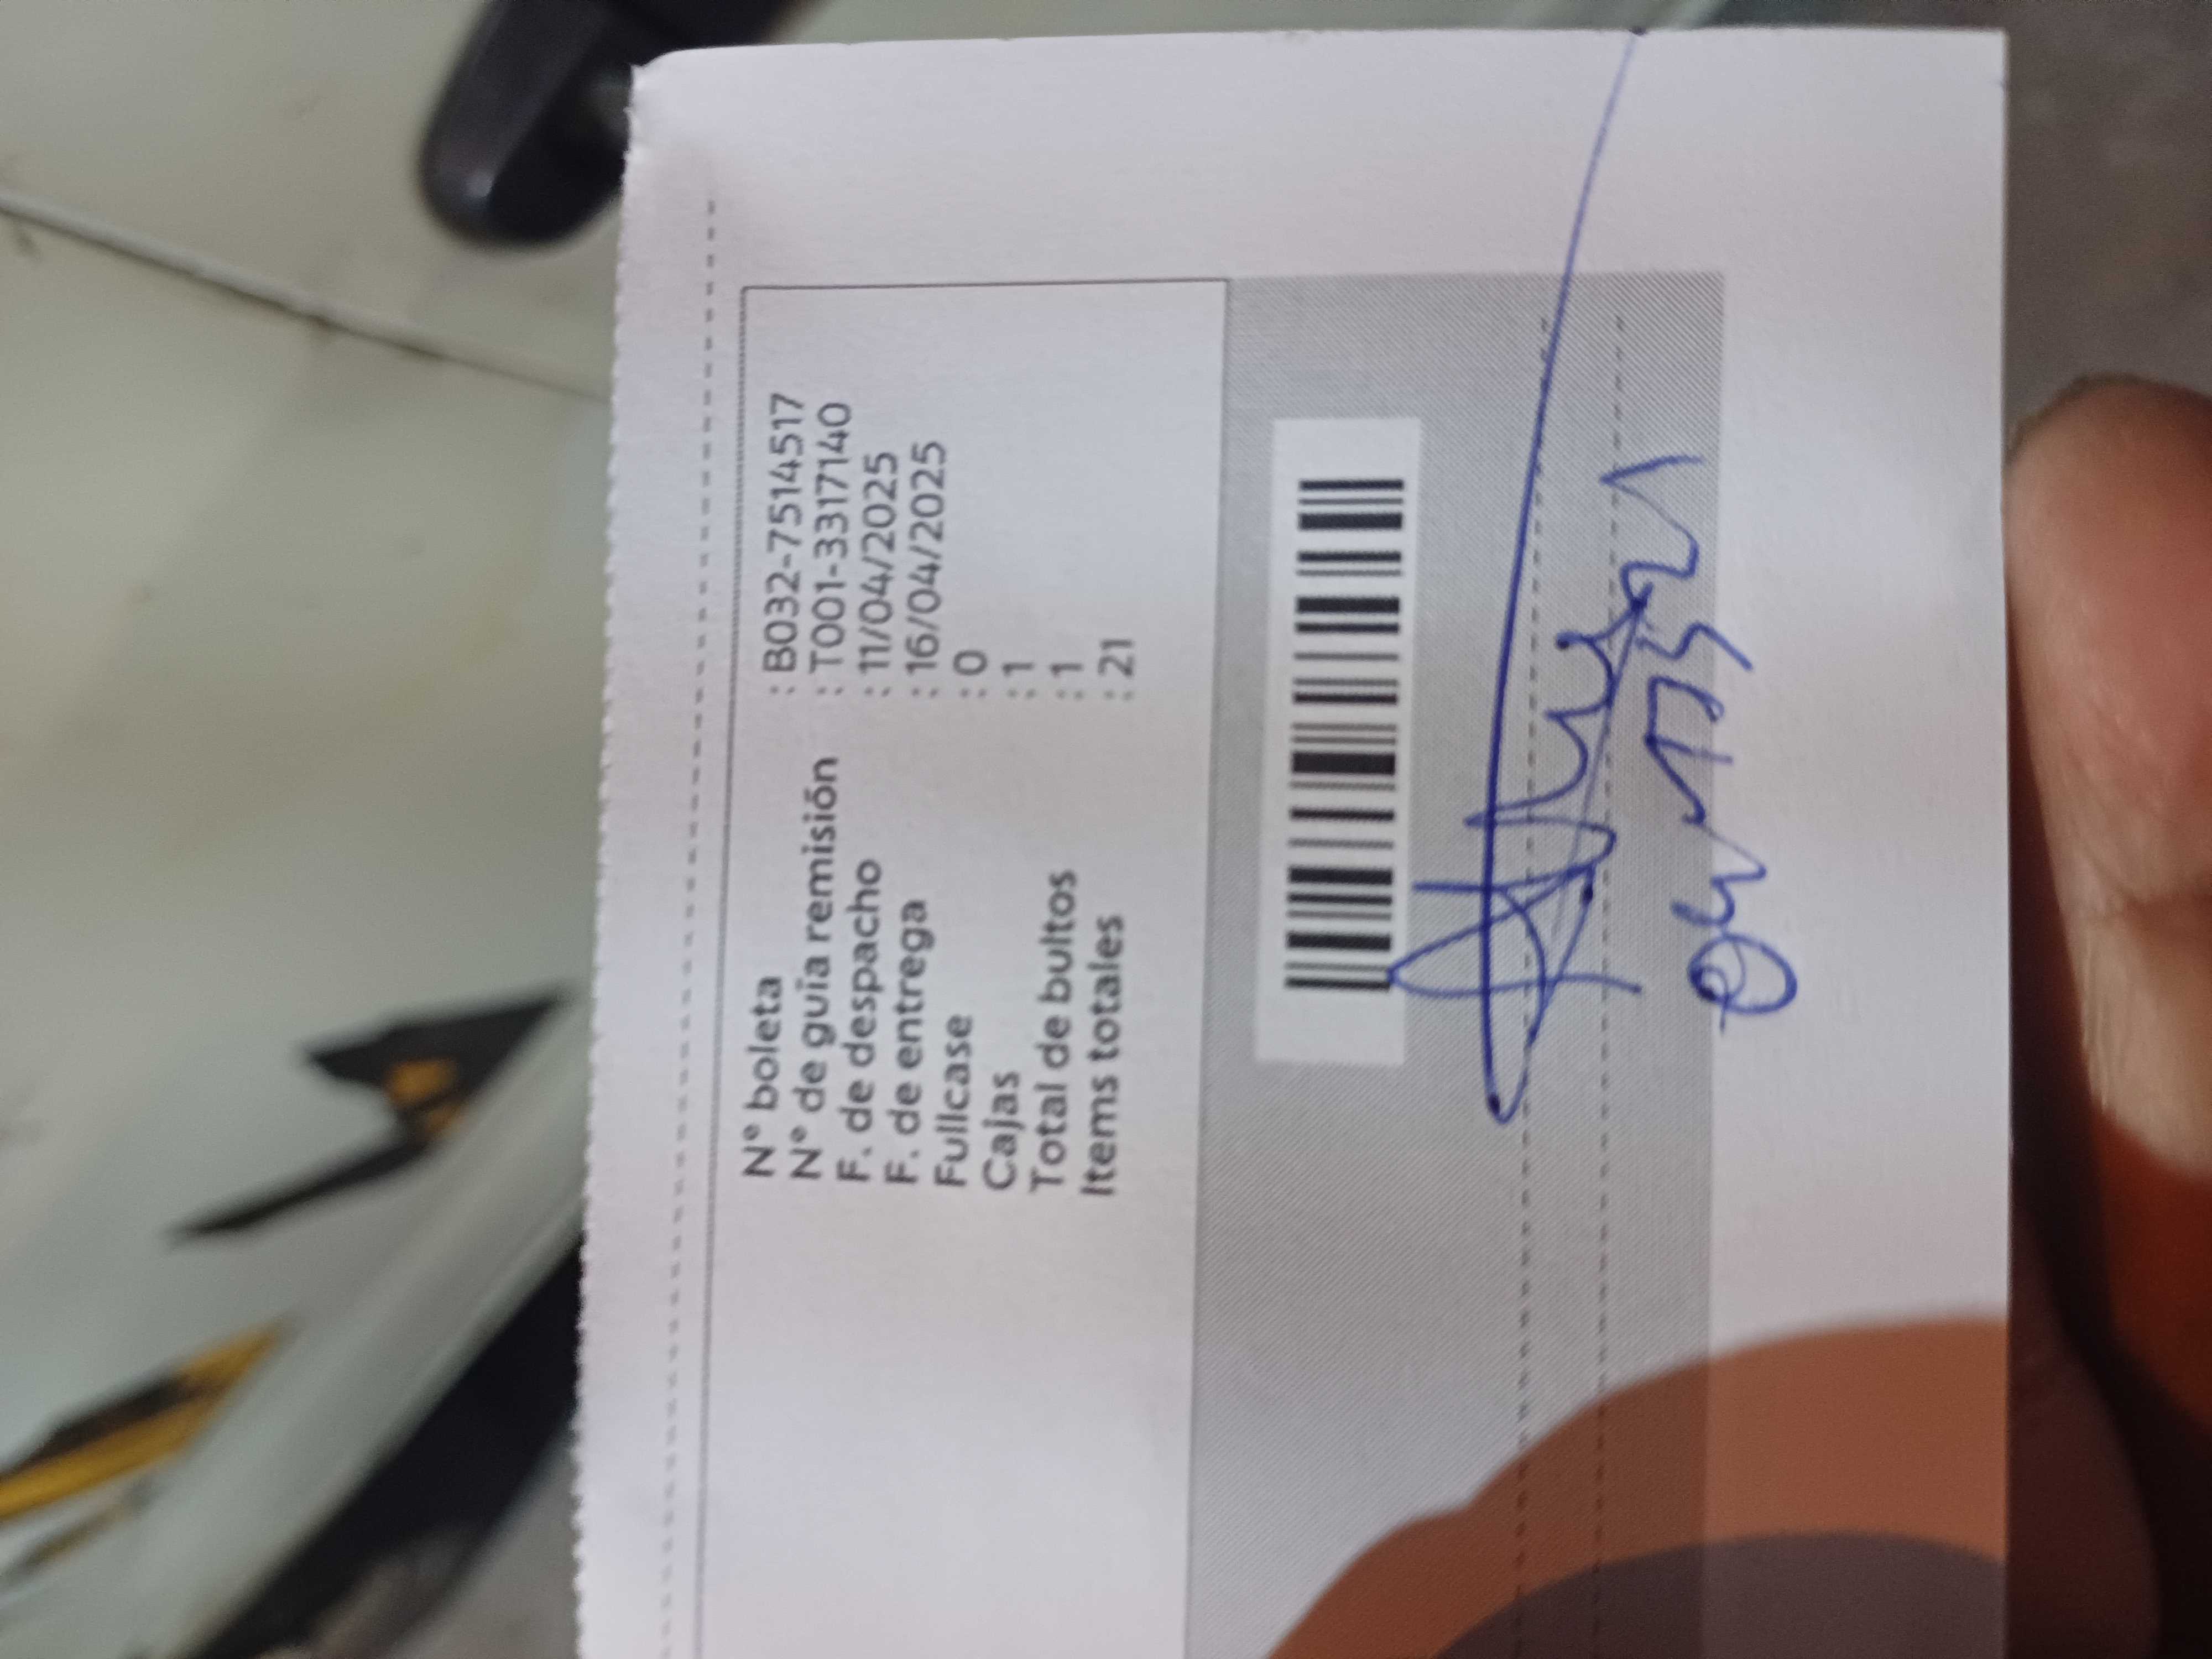 N° boleta : B032-7514517
N° de guía remisión : T001-3317140
F. de despacho : 11/04/2025
F. de entrega : 16/04/2025
Fullcase : 0
Cajas : 1
Total de bultos : 1
Items totales : 21